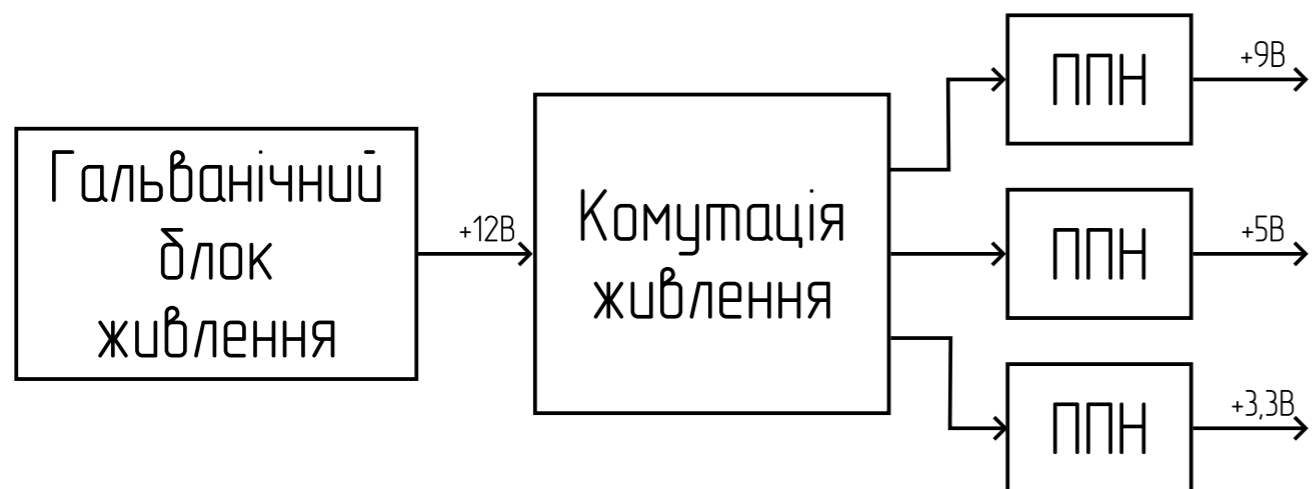 Гальванічний
блок
живлення
+12В
Комутація
живлення
ППН
+9В
ППН
+5В
ППН
+3,3В